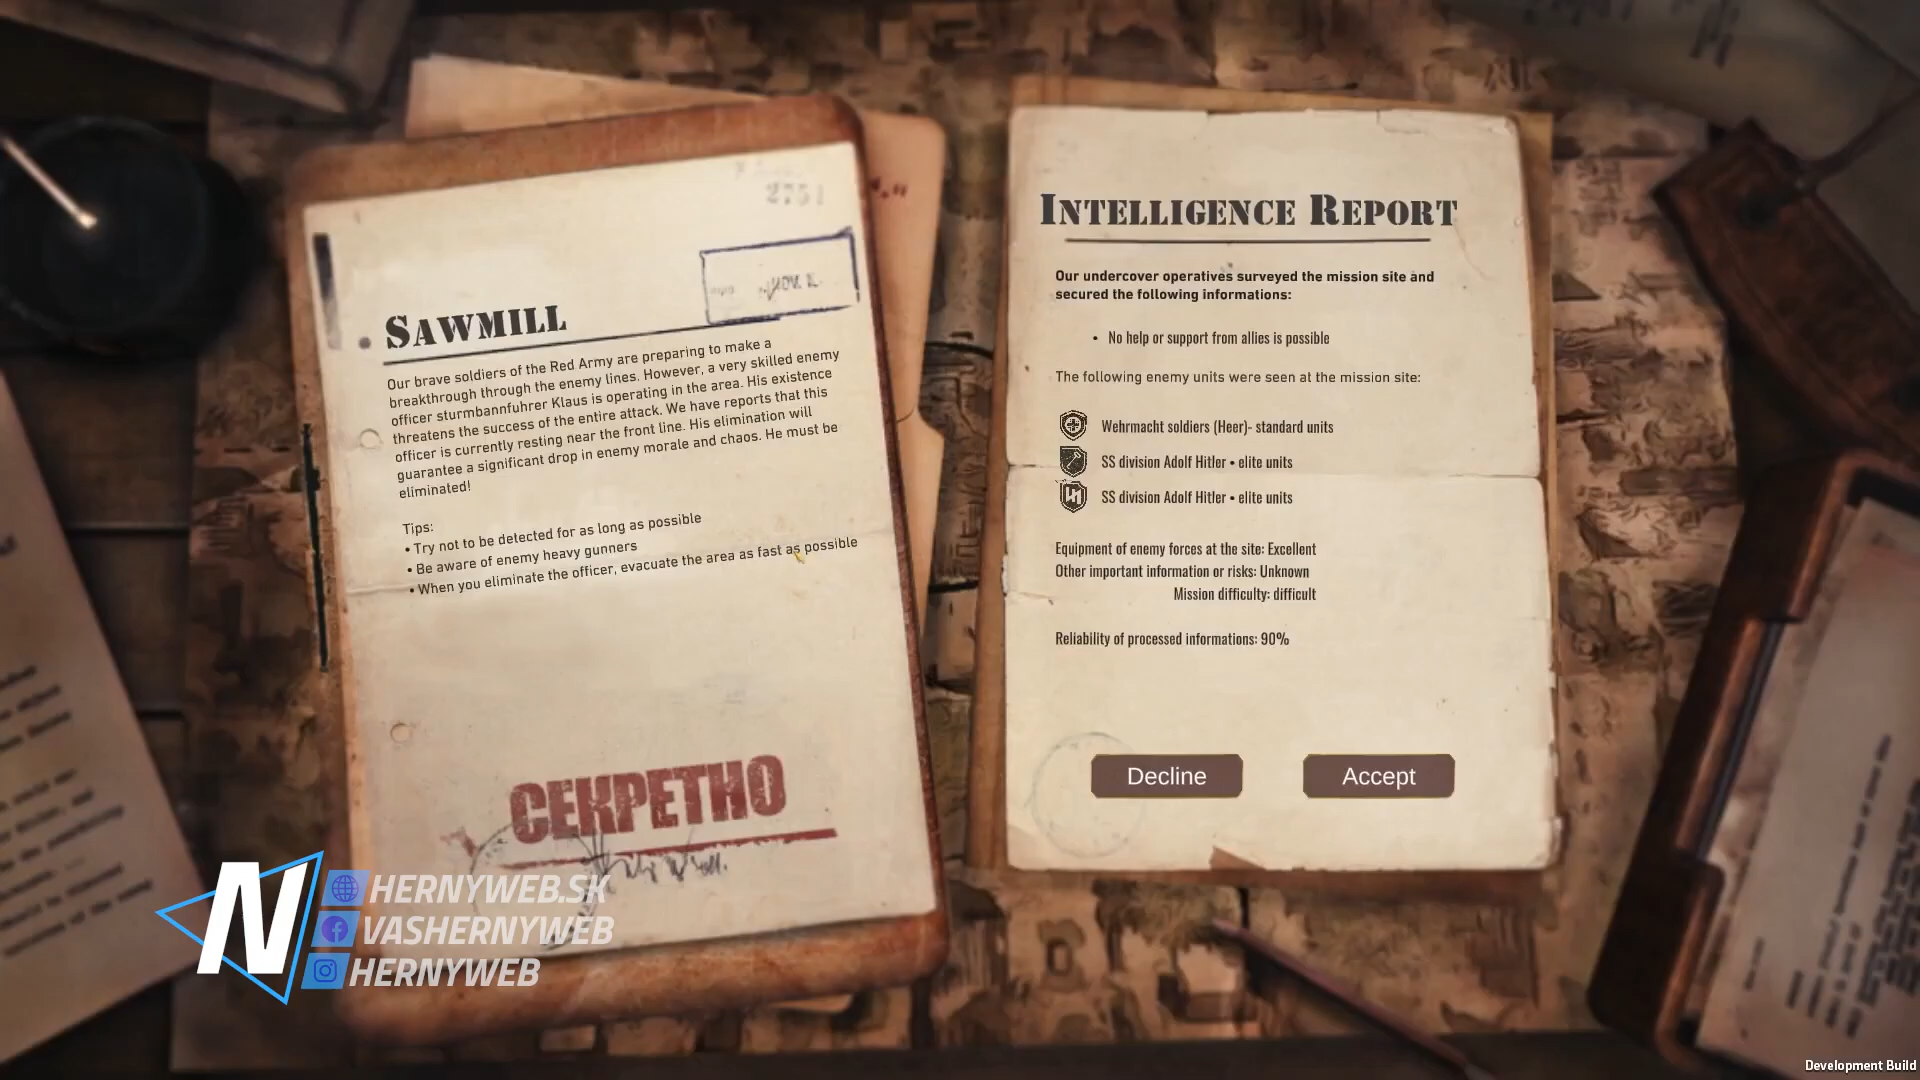 2751
NOV. 2
SAWMILL
Our brave soldiers of the Red Army are preparing to make a
breakthrough through the enemy lines. However, a very skilled enemy
officer sturmbannfuhrer Klaus is operating in the area. His existence
threatens the success of the entire attack. We have reports that this
officer is currently resting near the front line. His elimination will
guarantee a significant drop in enemy morale and chaos. He must be
eliminated!
Tips:
• Try not to be detected for as long as possible
• Be aware of enemy heavy gunners
• When you eliminate the officer, evacuate the area as fast as possible
СЕКРЕТНО
INTELLIGENCE REPORT
Our undercover operatives surveyed the mission site and
secured the following informations:
• No help or support from allies is possible
The following enemy units were seen at the mission site:
Wehrmacht soldiers (Heer)- standard units
SS division Adolf Hitler • elite units
SS division Adolf Hitler • elite units
Equipment of enemy forces at the site: Excellent
Other important information or risks: Unknown
Mission difficulty: difficult
Reliability of processed informations: 90%
Decline
Accept
N
HERNYWEB.SK
VASHERNYWEB
HERNYWEB
Development Build